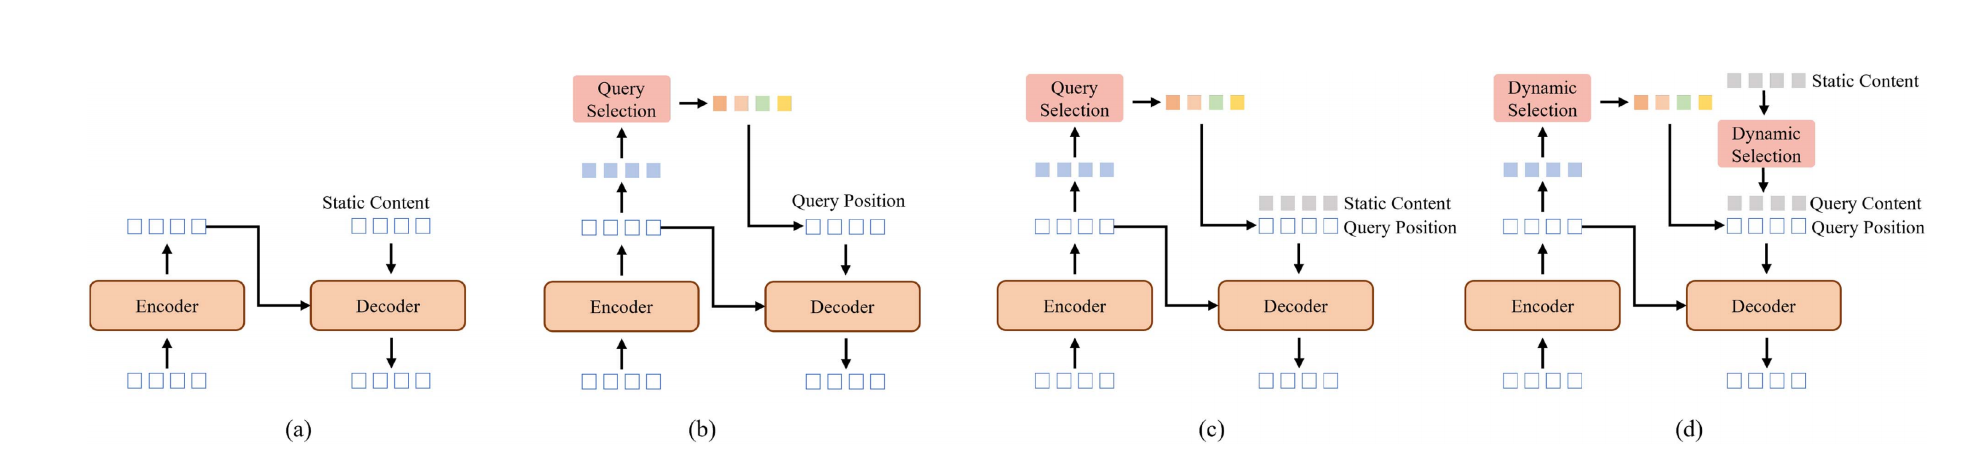 Static Content
Encoder
Decoder
(a)
Query
Selection
Query Position
Encoder
Decoder
(b)
Query
Selection
Static Content
Query Position
Encoder
Decoder
(c)
Dynamic
Selection
Static Content
Dynamic
Selection
Query Content
Query Position
Encoder
Decoder
(d)